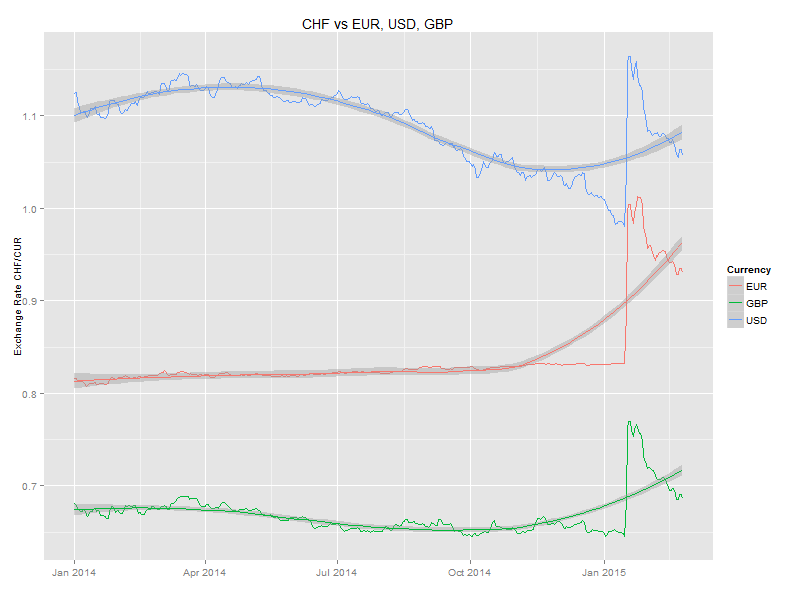 CHF vs EUR, USD, GBP
Exchange Rate CHF/CUR
1.1
1.0
0.9
0.8
0.7
Jan 2014
Apr 2014
Jul 2014
Oct 2014
Jan 2015
Currency
EUR
GBP
USD